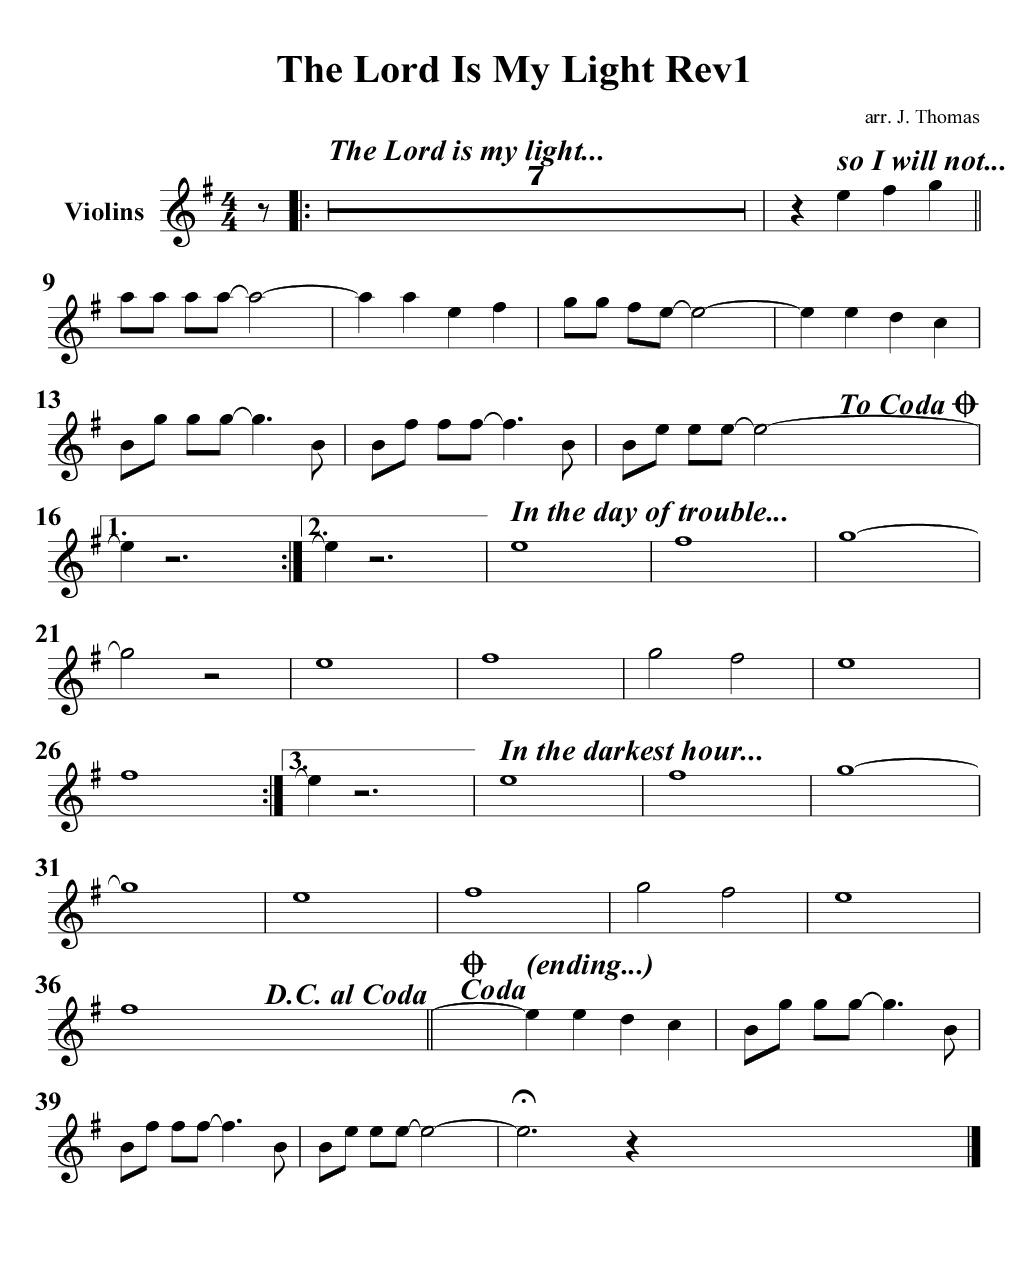 The Lord Is My Light Rev1
arr. J. Thomas
The Lord is my light...
so I will not...
7
Violins
4
4
9
13
To Coda
16
1.
2.
In the day of trouble...
21
26
3.
In the darkest hour...
31
36
D.C. al Coda
Coda
(ending...)
39